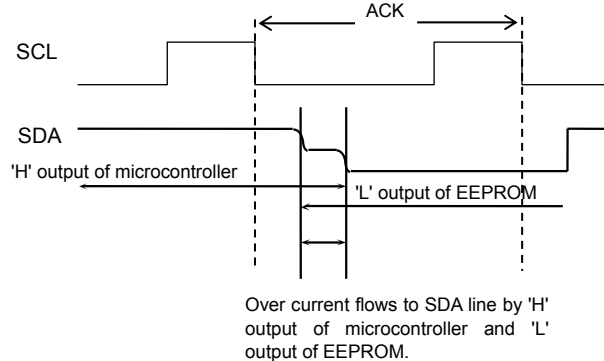 ACK
SCL
SDA
'H' output of microcontroller
'L' output of EEPROM
Over current flows to SDA line by 'H'
output of microcontroller and 'L'
output of EEPROM.